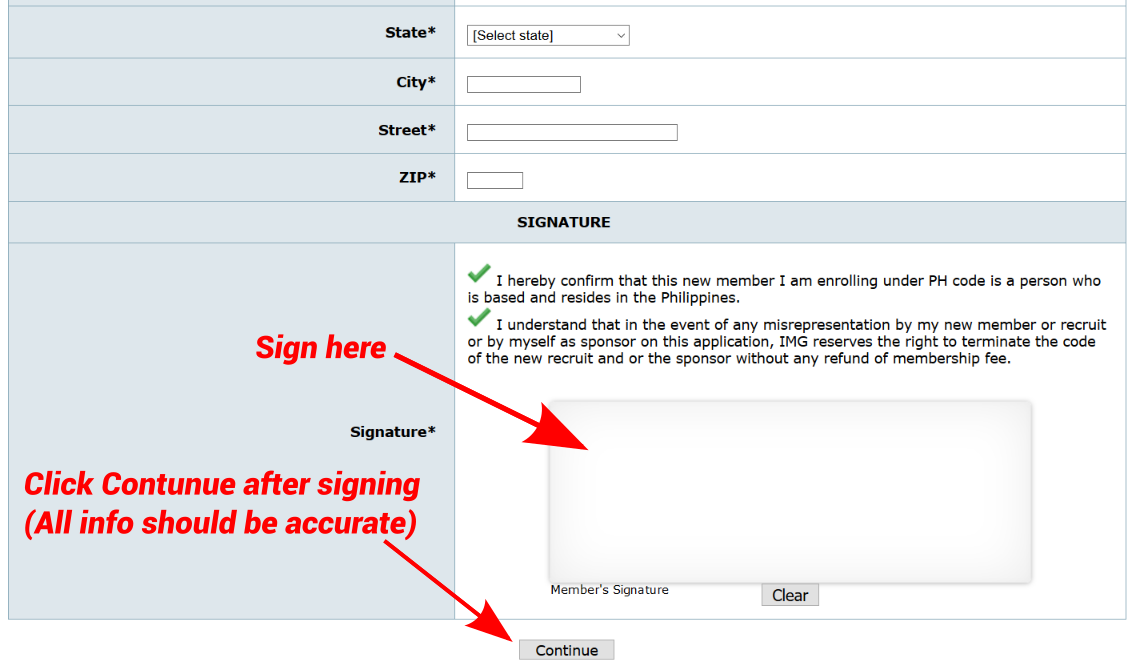 State*
[Select state]
City*
Street*
ZIP*
SIGNATURE
I hereby confirm that this new member I am enrolling under PH code is a person who
is based and resides in the Philippines.
I understand that in the event of any misrepresentation by my new member or recruit
or by myself as sponsor on this application, IMG reserves the right to terminate the code
of the new recruit and or the sponsor without any refund of membership fee.
Sign here
Signature*
Click Contunue after signing
(All info should be accurate)
Member's Signature
Clear
Continue